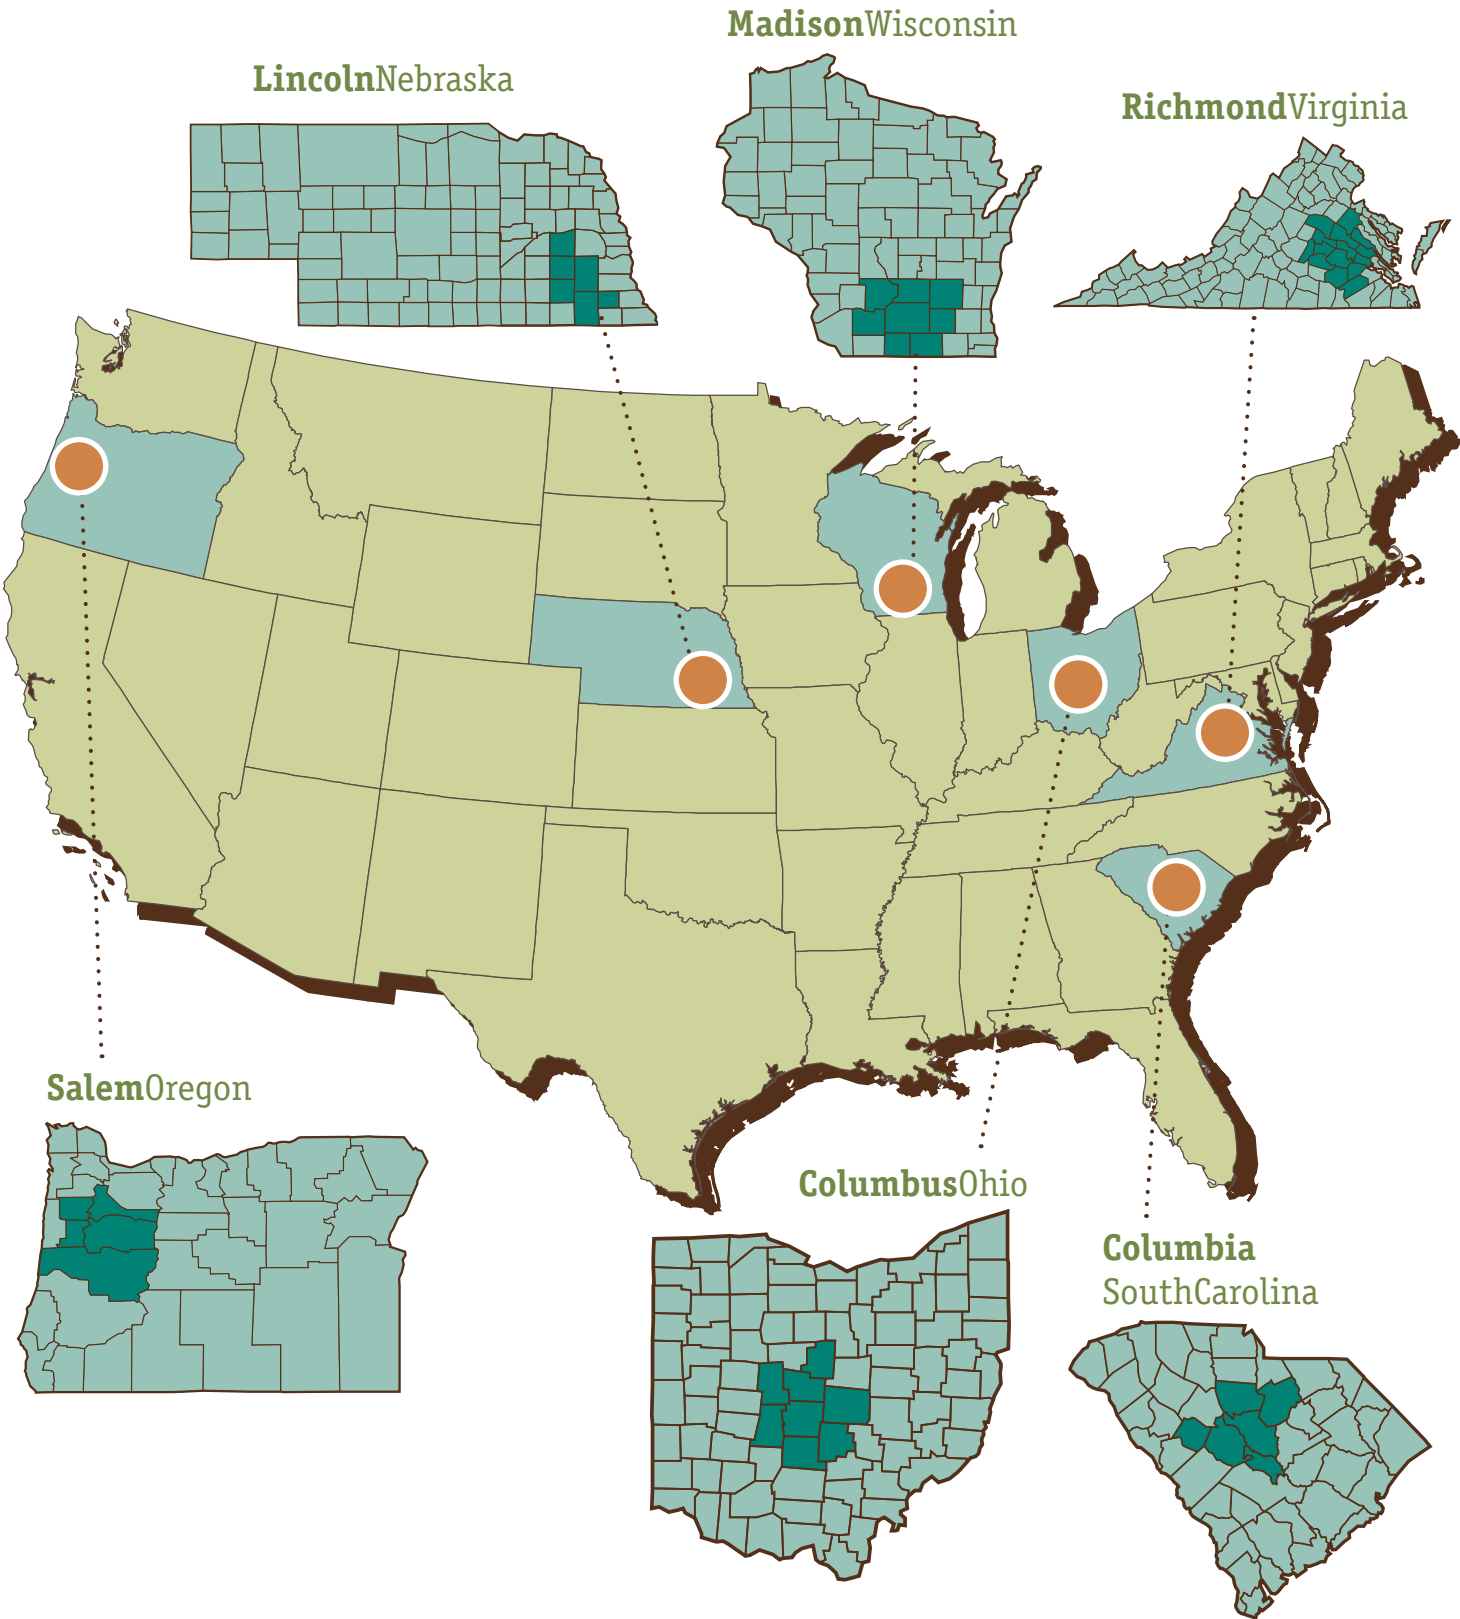 MadisonWisconsin
LincolnNebraska
RichmondVirginia
SalemOregon
ColumbusOhio
Columbia
SouthCarolina